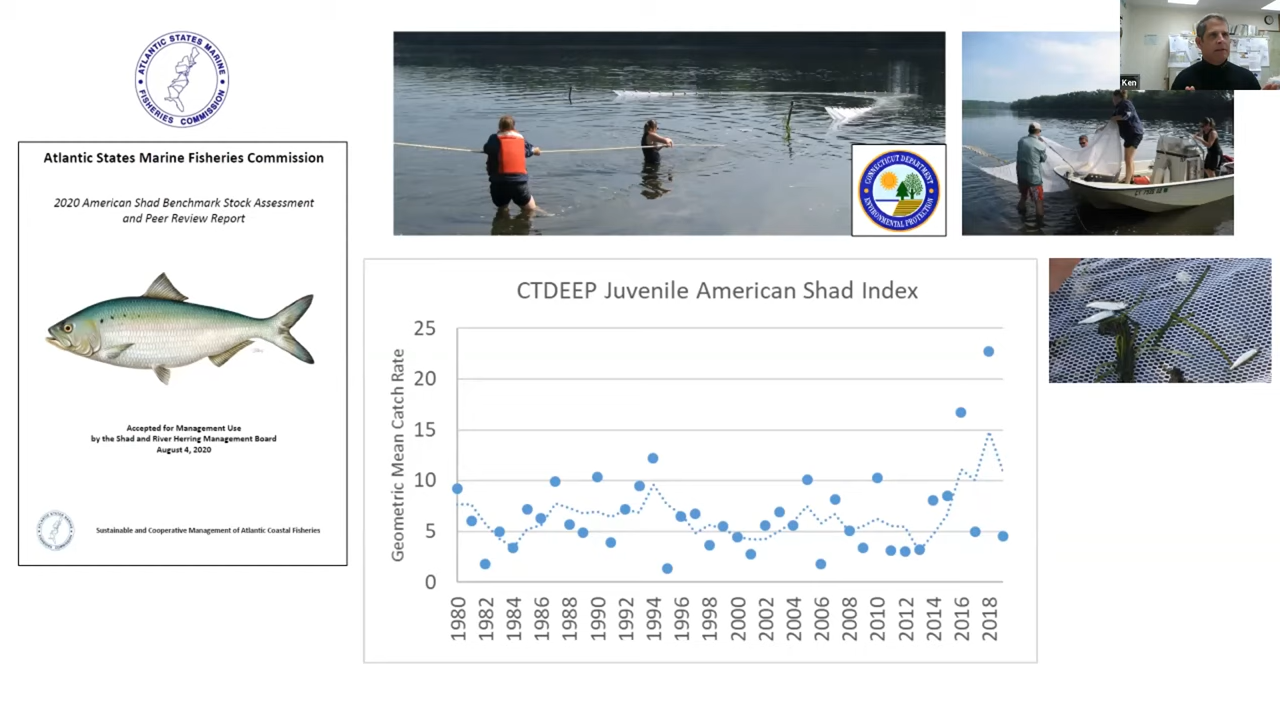 ATLANTIC STATES MARINE
FISHERIES COMMISSION
Atlantic States Marine Fisheries Commission
2020 American Shad Benchmark Stock Assessment
and Peer Review Report
Accepted for Management Use
by the Shad and River Herring Management Board
August 4, 2020
Sustainable and Cooperative Management of Atlantic Coastal Fisheries
CONNECTICUT DEPARTMENT
ENVIRONMENTAL PROTECTION
Ken
CTDEEP Juvenile American Shad Index
Geometric Mean Catch Rate
25
20
15
10
5
0
1980
1982
1984
1986
1988
1990
1992
1994
1996
1998
2000
2002
2004
2006
2008
2010
2012
2014
2016
2018